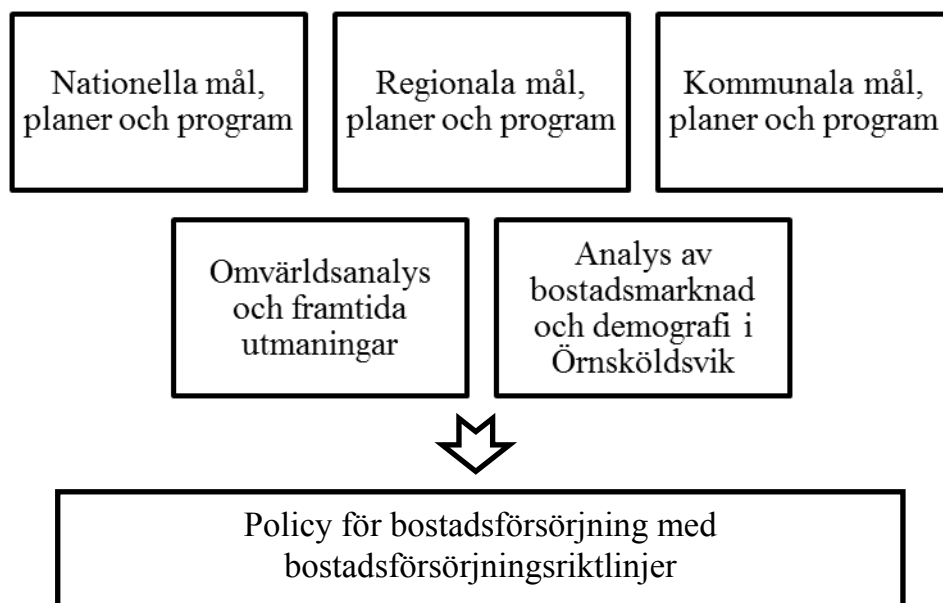 Nationella mål,
planer och program
Regionala mål,
planer och program
Kommunala mål,
planer och program
Omvärldsanalys
och framtida
utmaningar
Analys av
bostadsmarknad
och demografi i
Örnsköldsvik
Policy för bostadsförsörjning med
bostadsförsörjningsriktlinjer